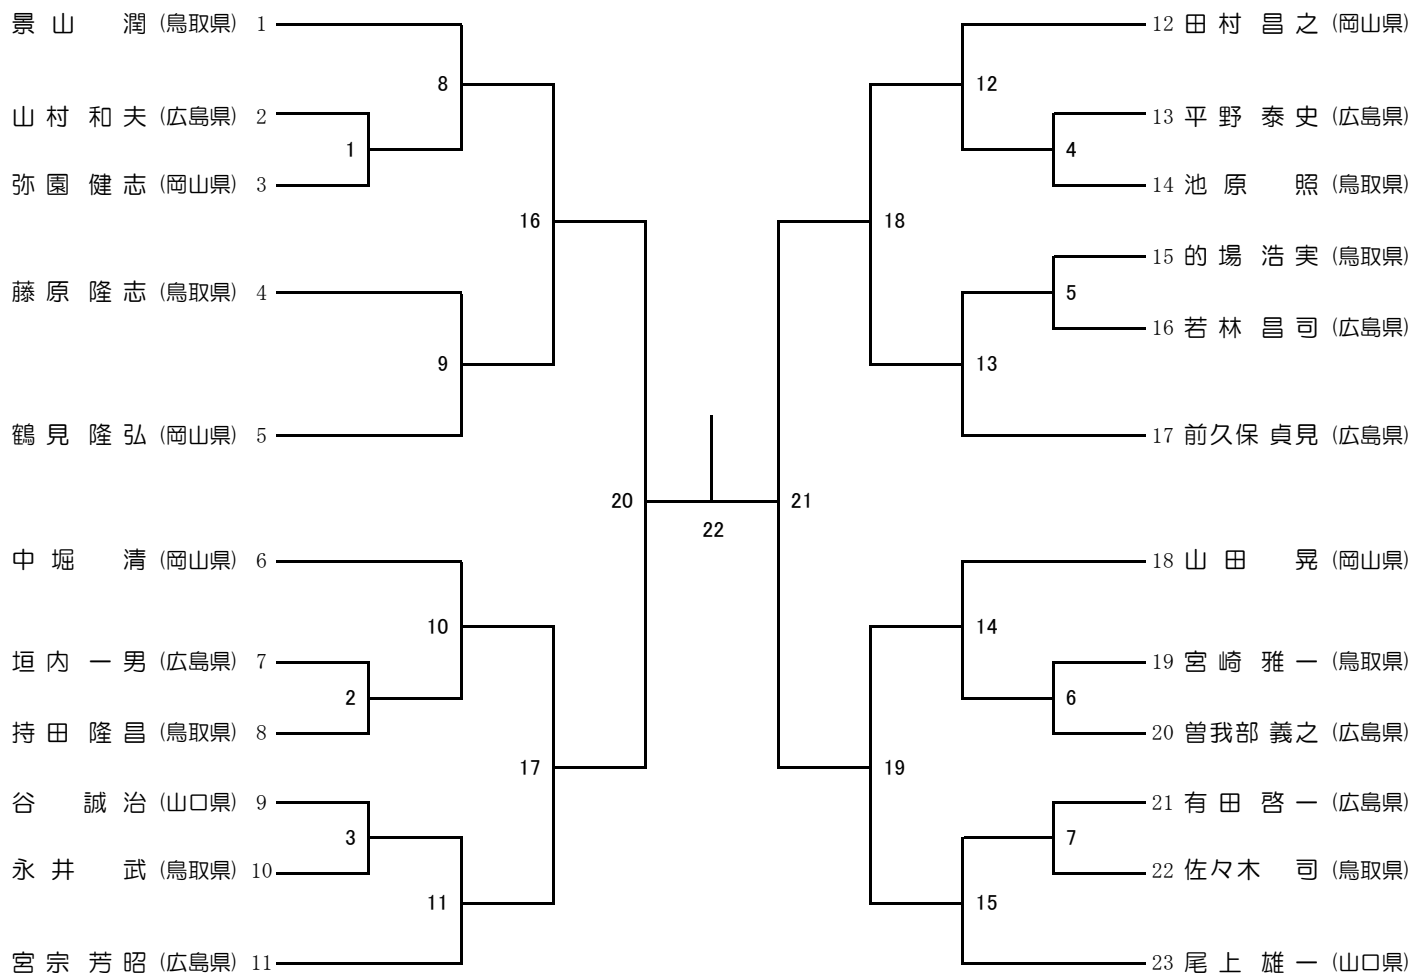 景山 潤 (鳥取県) 1
8
山村 和夫 (広島県) 2
1
弥園 健志 (岡山県) 3
16
藤原 隆志 (鳥取県) 4
9
鶴見 隆弘 (岡山県) 5
20
中堀 清 (岡山県) 6
10
垣内 一男 (広島県) 7
2
持田 隆昌 (鳥取県) 8
17
谷 誠治 (山口県) 9
3
永井 武 (鳥取県) 10
11
宮宗 芳昭 (広島県) 11
22
12 田村 昌之 (岡山県)
12
13 平野 泰史 (広島県)
4
14 池原 照 (鳥取県)
18
15 的場 浩実 (鳥取県)
5
16 若林 昌司 (広島県)
13
17 前久保 貞見 (広島県)
21
18 山田 晃 (岡山県)
14
19 宮崎 雅一 (鳥取県)
6
20 曽我部 義之 (広島県)
19
21 有田 啓一 (広島県)
7
22 佐々木 司 (鳥取県)
15
23 尾上 雄一 (山口県)